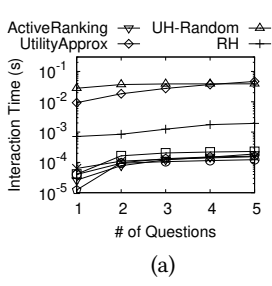 ActiveRanking UH-Random
UtilityApprox RH
Interaction Time (s)
10-1
10-2
10-3
10-4
10-5
1 2 3 4 5
# of Questions
(a)